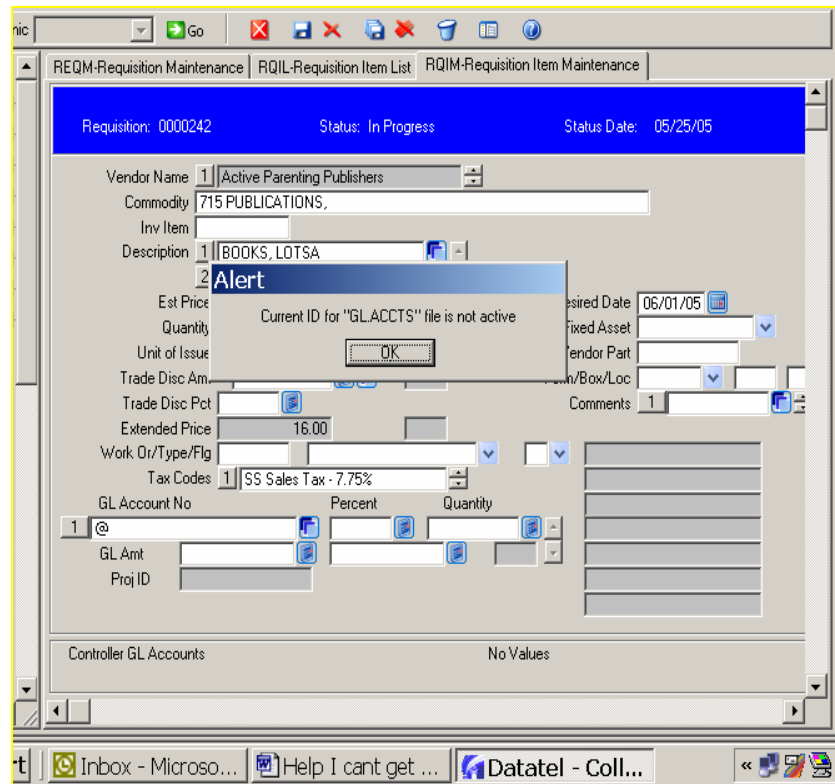 nic Go
REQM-Requisition Maintenance RQIL-Requisition Item List RQIM-Requisition Item Maintenance
Requisition: 0000242 Status: In Progress Status Date: 05/25/05
Vendor Name 1 Active Parenting Publishers
Commodity 715 PUBLICATIONS,
Inv Item
Description 1 BOOKS, LOTSA
2
Alert
Current ID for "GL.ACCTS" file is not active
OK
Est Price esired Date 06/01/05
Quantity Fixed Asset
Unit of Issue Vendor Part
Trade Disc Am /Box/Loc
Trade Disc Pct Comments 1
Extended Price 16.00
Work Or/Type/Flg
Tax Codes 1 SS Sales Tax - 7.75%
GL Account No Percent Quantity
1 @
GL Amt
Proj ID
Controller GL Accounts No Values
rt Inbox - Microso... Help I cant get ... Datatel - Coll... «